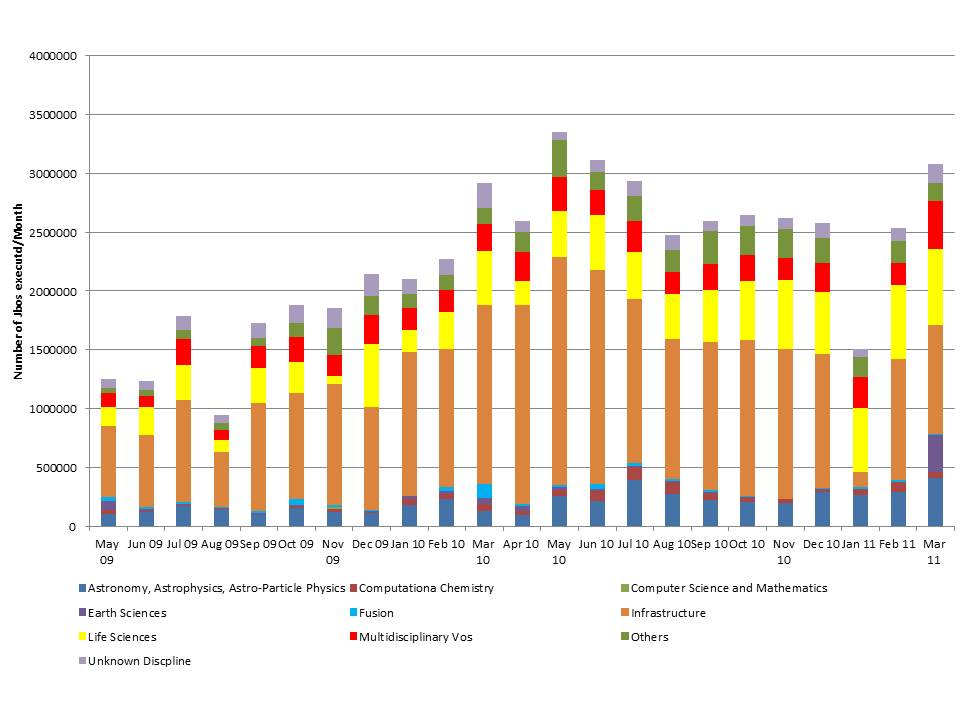 4000000
3500000
3000000
2500000
2000000
1500000
1000000
500000
0
Number of Jbos executd/Month
May 09 Jun 09 Jul 09 Aug 09 Sep 09 Oct 09 Nov 09 Dec 09 Jan 10 Feb 10 Mar 10 Apr 10 May 10 Jun 10 Jul 10 Aug 10 Sep 10 Oct 10 Nov 10 Dec 10 Jan 11 Feb 11 Mar 11
Astronomy, Astrophysics, Astro-Particle Physics Computationa Chemistry Computer Science and Mathematics
Earth Sciences Fusion Infrastructure
Life Sciences Multidisciplinary Vos Others
Unknown Discpline